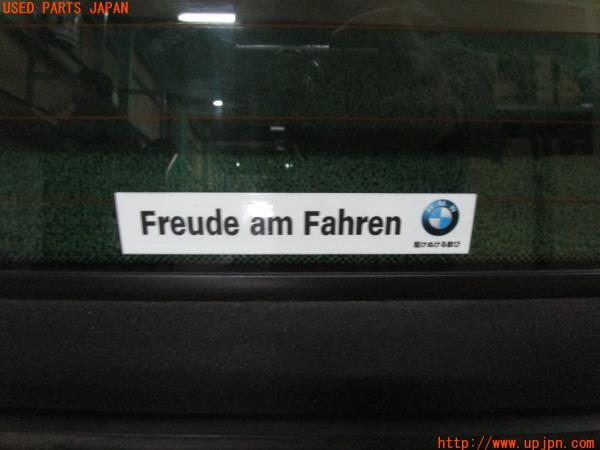 USED PARTS JAPAN
Freude am Fahren
BMW
駆けぬける歓び
http://www.upjpn.com/